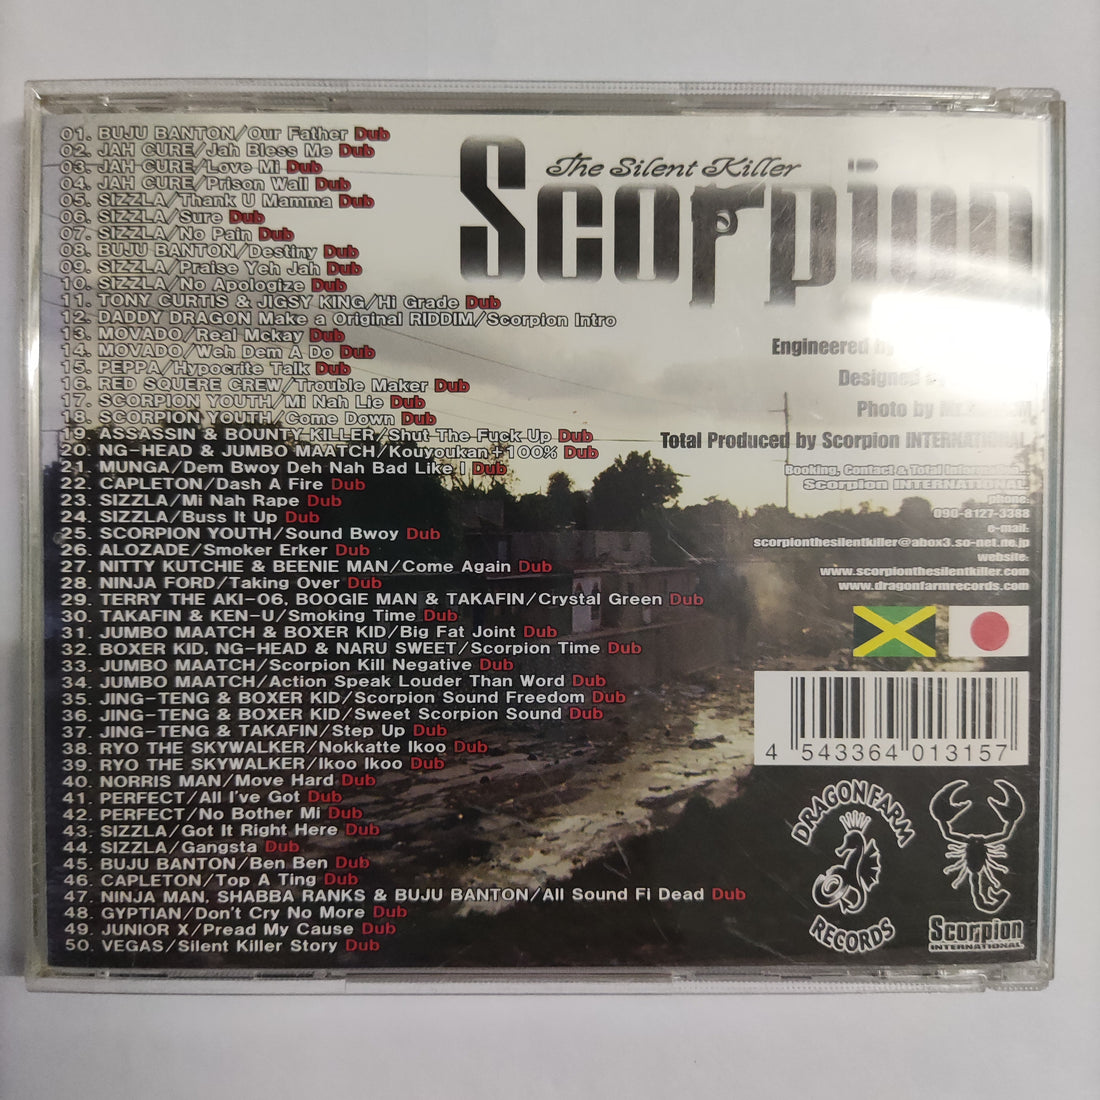 01. BUJU BANTON/Our Father Dub
02. JAH CURE/Jah Bless Me Dub
03. JAH CURE/Love Mi Dub
04. JAH CURE/Prison Wall Dub
05. SIZZLA/Thank U Mamma Dub
06. SIZZLA/Sure Dub
07. SIZZLA/No Pain Dub
08. BUJU BANTON/Destiny Dub
09. SIZZLA/Praise Yeh Jah Dub
10. SIZZLA/No Apologize Dub
11. TONY CURTIS & JIGSY KING/Hi Grade Dub
12. DADDY DRAGON Make a Original RIDDIM/Scorpion Intro
13. MOVADO/Real Mckay Dub
14. MOVADO/Weh Dem A Do Dub
15. PEPPA/Hypocrite Talk Dub
16. RED SQUERE CREW/Trouble Maker Dub
17. SCORPION YOUTH/Mi Nah Lie Dub
18. SCORPION YOUTH/Come Down Dub
19. ASSASSIN & BOUNTY KILLER/Shut The Fuck Up Dub
20. NG-HEAD & JUMBO MAATCH/Kouyoukan+100% Dub
21. MUNGA/Dem Bwoy Deh Nah Bad Like I Dub
22. CAPLETON/Dash A Fire Dub
23. SIZZLA/Mi Nah Rape Dub
24. SIZZLA/Buss It Up Dub
25. SCORPION YOUTH/Sound Bwoy Dub
26. ALOZADE/Smoker Erker Dub
27. NITTY KUTCHIE & BEENIE MAN/Come Again Dub
28. NINJA FORD/Taking Over Dub
29. TERRY THE AKI-06, BOOGIE MAN & TAKAFIN/Crystal Green Dub
30. TAKAFIN & KEN-U/Smoking Time Dub
31. JUMBO MAATCH & BOXER KID/Big Fat Joint Dub
32. BOXER KID, NG-HEAD & NARU SWEET/Scorpion Time Dub
33. JUMBO MAATCH/Scorpion Kill Negative Dub
34. JUMBO MAATCH/Action Speak Louder Than Word Dub
35. JING-TENG & BOXER KID/Scorpion Sound Freedom Dub
36. JING-TENG & BOXER KID/Sweet Scorpion Sound Dub
37. JING-TENG & TAKAFIN/Step Up Dub
38. RYO THE SKYWALKER/Nokkatte Ikoo Dub
39. RYO THE SKYWALKER/Ikoo Ikoo Dub
40. NORRIS MAN/Move Hard Dub
41. PERFECT/All I've Got Dub
42. PERFECT/No Bother Mi Dub
43. SIZZLA/Got It Right Here Dub
44. SIZZLA/Gangsta Dub
45. BUJU BANTON/Ben Ben Dub
46. CAPLETON/Top A Ting Dub
47. NINJA MAN, SHABBA RANKS & BUJU BANTON/All Sound Fi Dead Dub
48. GYPTIAN/Don't Cry No More Dub
49. JUNIOR X/Pread My Cause Dub
50. VEGAS/Silent Killer Story Dub
The Silent Killer
Scorpion
Engineered by
Designed
Photo by
Total Produced by Scorpion INTERNATIONAL
Booking, Contact & Total
Scorpion INTERNATIONAL
phone:
090-8127-3388
e-mail:
scorpionthesilentkiller@abox3.so-net.ne.jp
website:
www.scorpionthesilentkiller.com
www.dragonfarmrecords.com
4 543364 013157
DRAGON FARM
RECORDS
Scorpion
INTERNATIONAL